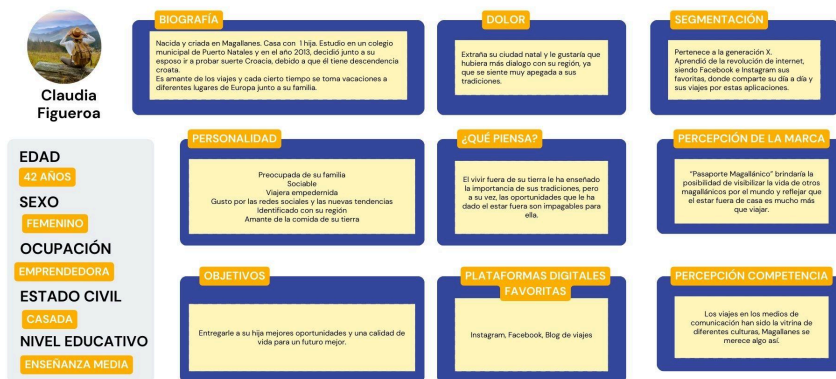 Claudia
Figueroa
EDAD
42 AÑOS
SEXO
FEMENINO
OCUPACIÓN
EMPRENDEDORA
ESTADO CIVIL
CASADA
NIVEL EDUCATIVO
ENSEÑANZA MEDIA
BIOGRAFÍA
Nacida y criada en Magallanes. Casa con 1 hija. Estudio en un colegio
municipal de Puerto Natales y en el año 2013, decidió junto a su
esposo ir a probar suerte Croacia, debido a que él tiene descendencia
croata.
Es amante de los viajes y cada cierto tiempo se toma vacaciones a
diferentes lugares de Europa junto a su familia.
DOLOR
Extraña su ciudad natal y le gustaría que
hubiera más dialogo con su región, ya
que se siente muy apegada a sus
tradiciones.
SEGMENTACIÓN
Pertenece a la generación X.
Aprendió de la revolución de internet,
siendo Facebook e Instagram sus
favoritas, donde comparte su día a día y
sus viajes por estas aplicaciones.
PERSONALIDAD
Preocupada de su familia
Sociable
Viajera empedernida
Gusto por las redes sociales y las nuevas tendencias
Identificado con su región
Amante de la comida de su tierra
¿QUÉ PIENSA?
El vivir fuera de su tierra le ha enseñado
la importancia de sus tradiciones, pero
a su vez, las oportunidades que le ha
dado el estar fuera son impagables para
ella.
PERCEPCIÓN DE LA MARCA
"Pasaporte Magallánico" brindaría la
posibilidad de visibilizar la vida de otros
magallánicos por el mundo y reflejar que
el estar fuera de casa es mucho más
que viajar.
OBJETIVOS
Entregarle a su hija mejores oportunidades y una calidad de
vida para un futuro mejor.
PLATAFORMAS DIGITALES
FAVORITAS
Instagram, Facebook, Blog de viajes
PERCEPCIÓN COMPETENCIA
Los viajes en los medios de
comunicación han sido la vitrina de
diferentes culturas, Magallanes se
merece algo así.